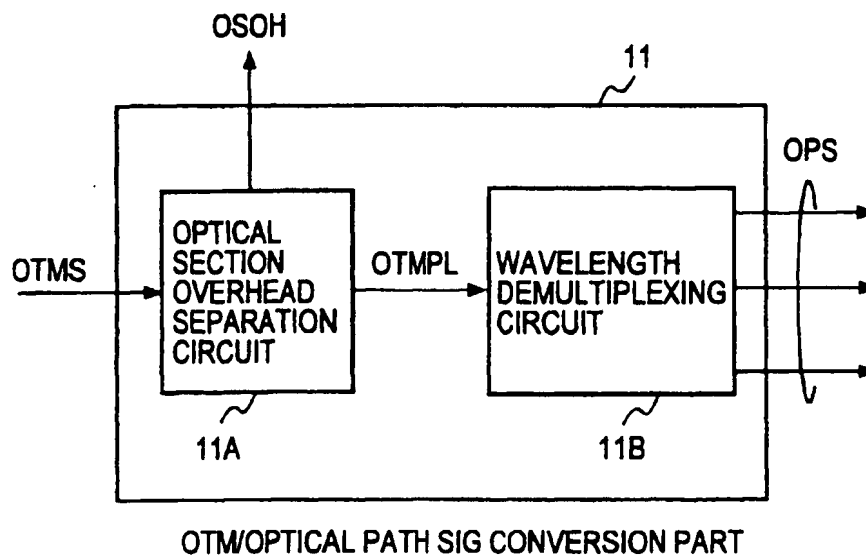 OSOH
11
OPS
OPTICAL
SECTION
OVERHEAD
SEPARATION
CIRCUIT
OTMS
OTMPL
WAVELENGTH
DEMULTIPLEXING
CIRCUIT
11A
11B
OTM/OPTICAL PATH SIG CONVERSION PART